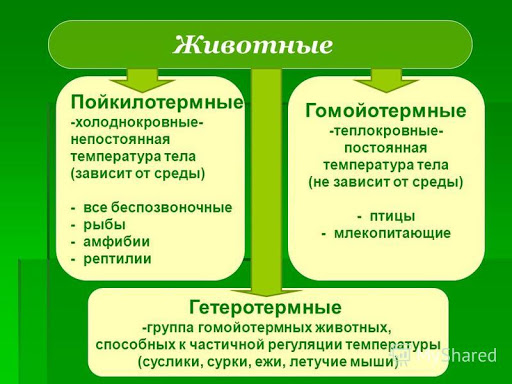 Животные
Пойкилотермные
-холоднокровные-
непостоянная
температура тела
(зависит от среды)
- все беспозвоночные
- рыбы
- амфибии
- рептилии
Гомойотермные
-теплокровные-
постоянная
температура тела
(не зависит от среды)
- птицы
- млекопитающие
Гетеротермные
-группа гомойотермных животных,
способных к частичной регуляции температуры
(суслики, сурки, ежи, летучие мыши)
MyShared